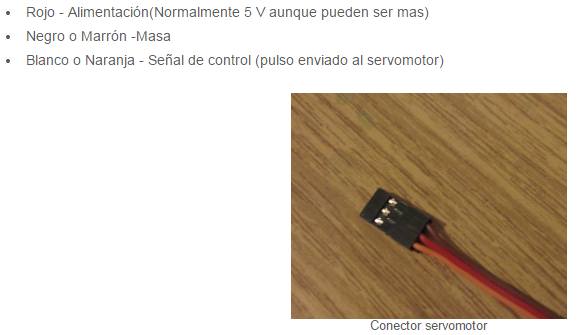 Rojo - Alimentación(Normalmente 5 V aunque pueden ser mas)
Negro o Marrón -Masa
Blanco o Naranja - Señal de control (pulso enviado al servomotor)
Conector servomotor